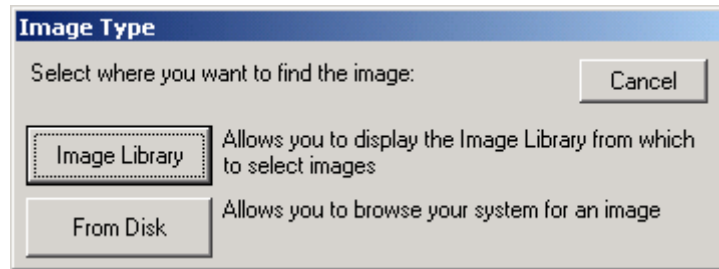 Image Type
Select where you want to find the image:
Cancel
Image Library
Allows you to display the Image Library from which
to select images
From Disk
Allows you to browse your system for an image